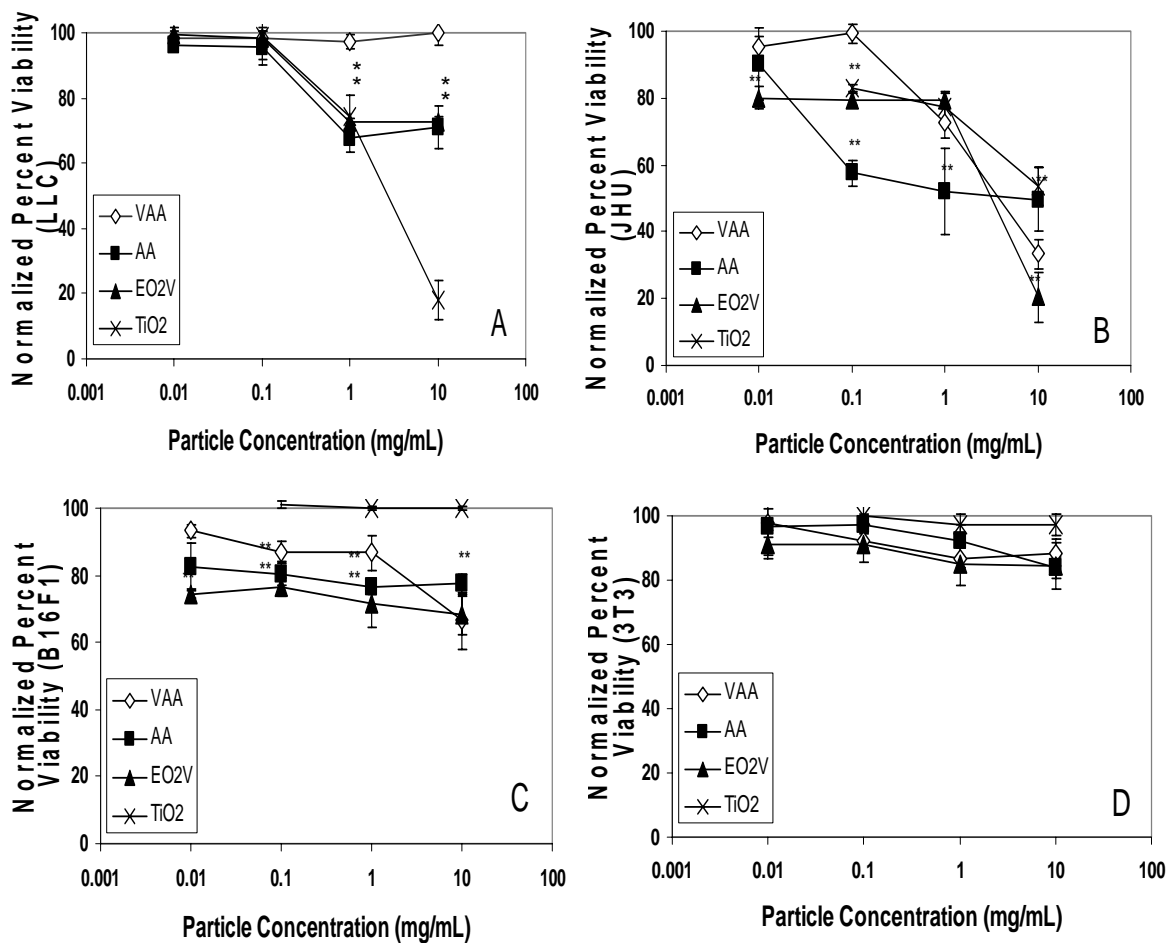 Normalized Percent Viability
(LLC)
100
80
60
40
20
0
**
**
VAA
AA
EO2V
TiO2
A
0.001 0.01 0.1 1 10 100
Particle Concentration (mg/mL)
Normalized Percent Viability
(JHU)
100
80
60
40
20
0
**
**
**
**
**
**
VAA
AA
EO2V
TiO2
B
0.001 0.01 0.1 1 10 100
Particle Concentration (mg/mL)
Normalized Percent
Viability (B16F1)
100
80
60
40
20
0
**
**
**
**
**
**
VAA
AA
EO2V
TiO2
C
0.001 0.01 0.1 1 10 100
Particle Concentration (mg/mL)
Normalized Percent
Viability (3T3)
100
80
60
40
20
0
VAA
AA
EO2V
TiO2
D
0.001 0.01 0.1 1 10 100
Particle Concentration (mg/mL)